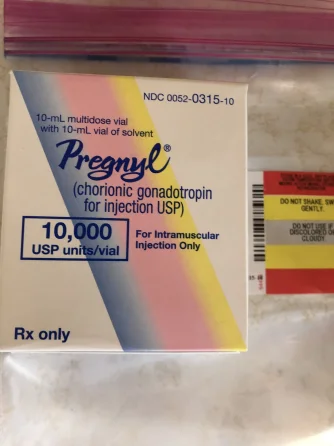 NDC 0052-0315-10
10-mL multidose vial
with 10-mL vial of solvent
Pregnyl®
(chorionic gonadotropin
for injection USP)
10,000
USP units/vial
For Intramuscular
Injection Only
Rx only
DO NOT SHAKE, SW
GENTLY.
DO NOT USE IF
DISCOLORED O
CLOUDY.